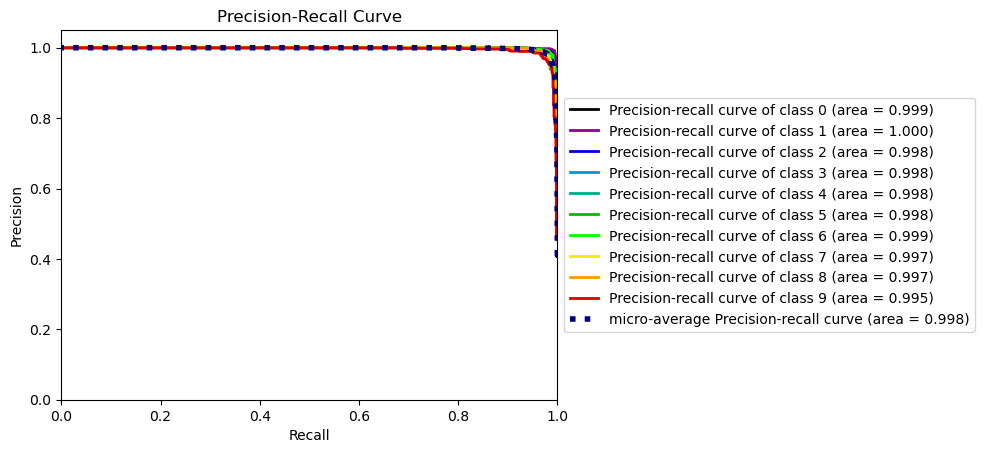 Precision-Recall Curve
Precision
1.0
0.8
0.6
0.4
0.2
0.0
0.0 0.2 0.4 0.6 0.8 1.0
Recall
Precision-recall curve of class 0 (area = 0.999)
Precision-recall curve of class 1 (area = 1.000)
Precision-recall curve of class 2 (area = 0.998)
Precision-recall curve of class 3 (area = 0.998)
Precision-recall curve of class 4 (area = 0.998)
Precision-recall curve of class 5 (area = 0.998)
Precision-recall curve of class 6 (area = 0.999)
Precision-recall curve of class 7 (area = 0.997)
Precision-recall curve of class 8 (area = 0.997)
Precision-recall curve of class 9 (area = 0.995)
micro-average Precision-recall curve (area = 0.998)